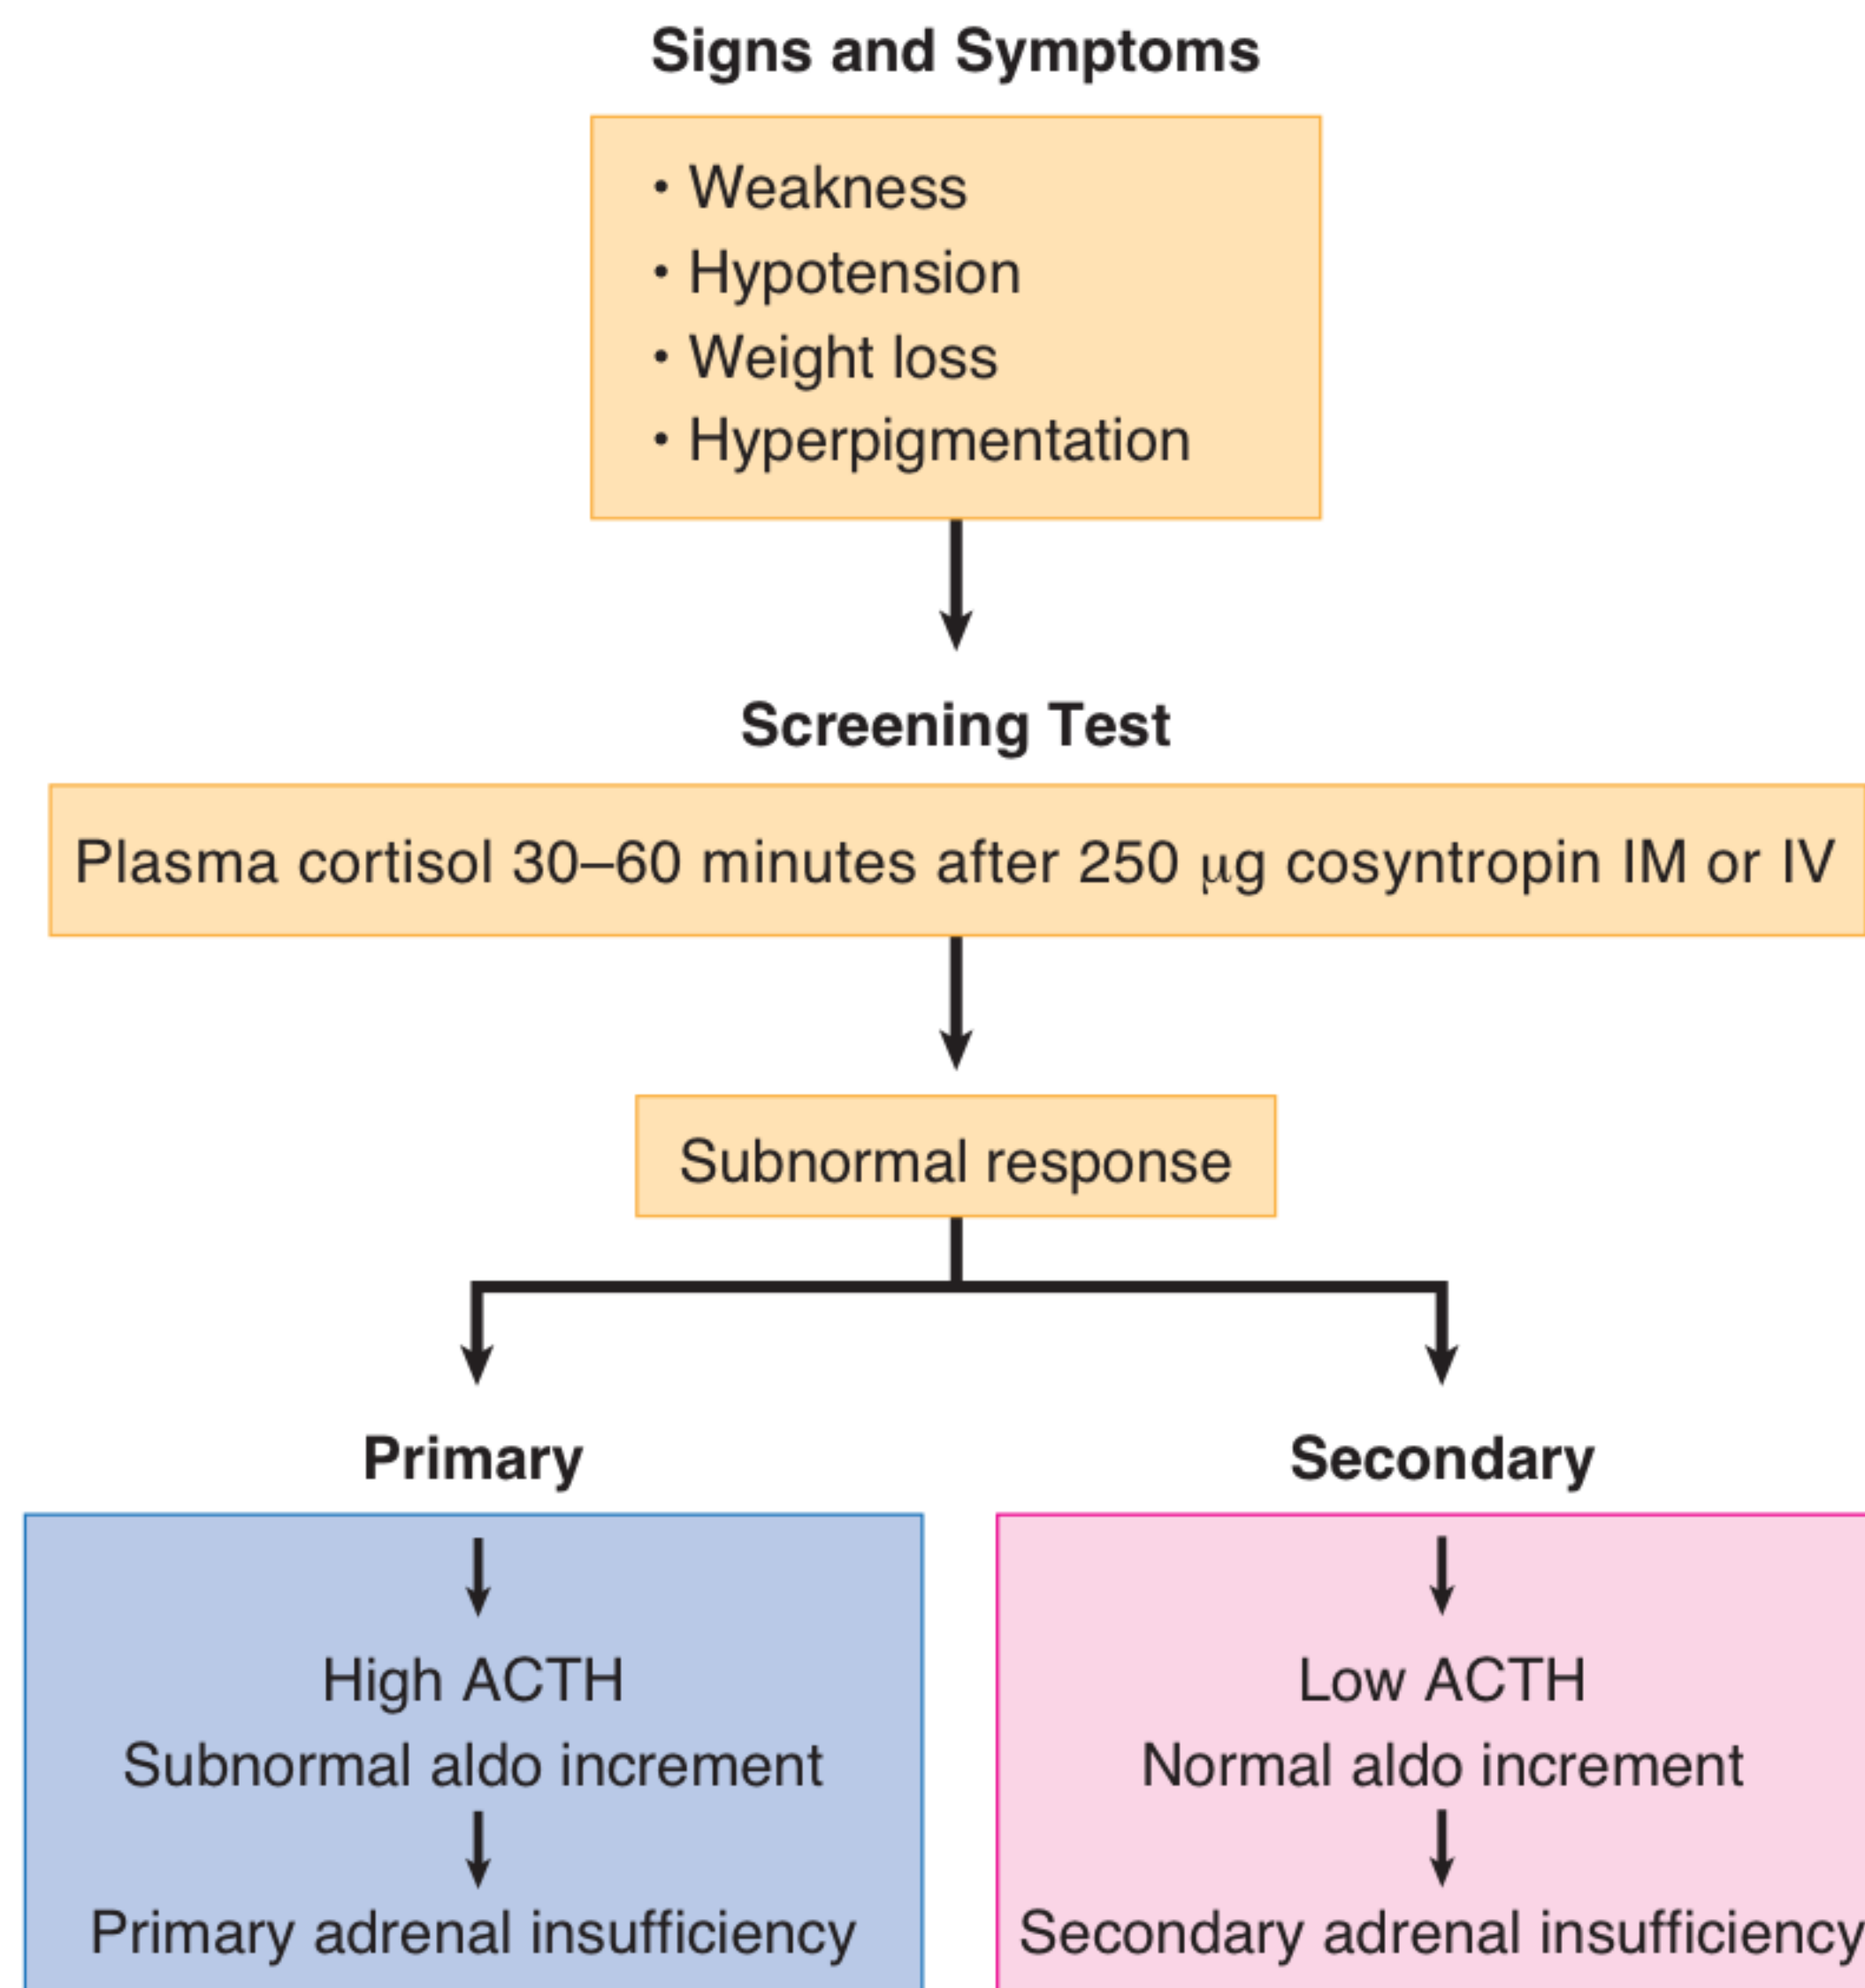 Signs and Symptoms
• Weakness
• Hypotension
• Weight loss
• Hyperpigmentation
Screening Test
Plasma cortisol 30–60 minutes after 250 μg cosyntropin IM or IV
Subnormal response
Primary
High ACTH
Subnormal aldo increment
Primary adrenal insufficiency
Secondary
Low ACTH
Normal aldo increment
Secondary adrenal insufficiency